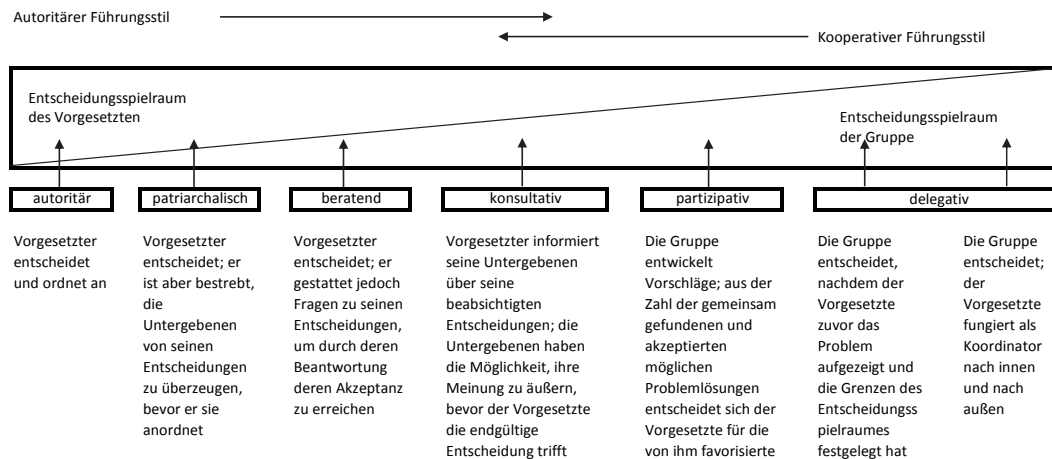 Autoritärer Führungsstil
Kooperativer Führungsstil
Entscheidungsspielraum
des Vorgesetzten
Entscheidungsspielraum
der Gruppe
autoritär
patriarchalisch
beratend
konsultativ
partizipativ
delegativ
Vorgesetzter
entscheidet
und ordnet an
Vorgesetzter
entscheidet; er
ist aber bestrebt,
die
Untergebenen
von seinen
Entscheidungen
zu überzeugen,
bevor er sie
anordnet
Vorgesetzter
entscheidet; er
gestattet jedoch
Fragen zu seinen
Entscheidungen,
um durch deren
Beantwortung
deren Akzeptanz
zu erreichen
Vorgesetzter informiert
seine Untergebenen
über seine
beabsichtigten
Entscheidungen; die
Untergebenen haben
die Möglichkeit, ihre
Meinung zu äußern,
bevor der Vorgesetzte
die endgültige
Entscheidung trifft
Die Gruppe
entwickelt
Vorschläge; aus der
Zahl der gemeinsam
gefundenen und
akzeptierten
möglichen
Problemlösungen
entscheidet sich der
Vorgesetzte für die
von ihm favorisierte
Die Gruppe
entscheidet,
nachdem der
Vorgesetzte
zuvor das
Problem
aufgezeigt und
die Grenzen des
Entscheidungss
pielraumes
festgelegt hat
Die Gruppe
entscheidet;
der
Vorgesetzte
fungiert als
Koordinator
nach innen
und nach
außen